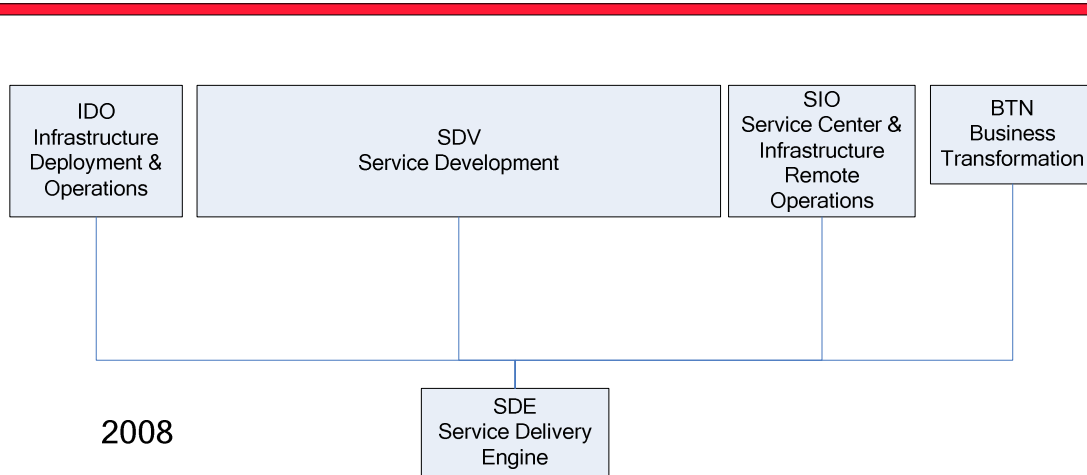 IDO
Infrastructure
Deployment &
Operations
SDV
Service Development
SIO
Service Center &
Infrastructure
Remote
Operations
BTN
Business
Transformation
2008
SDE
Service Delivery
Engine